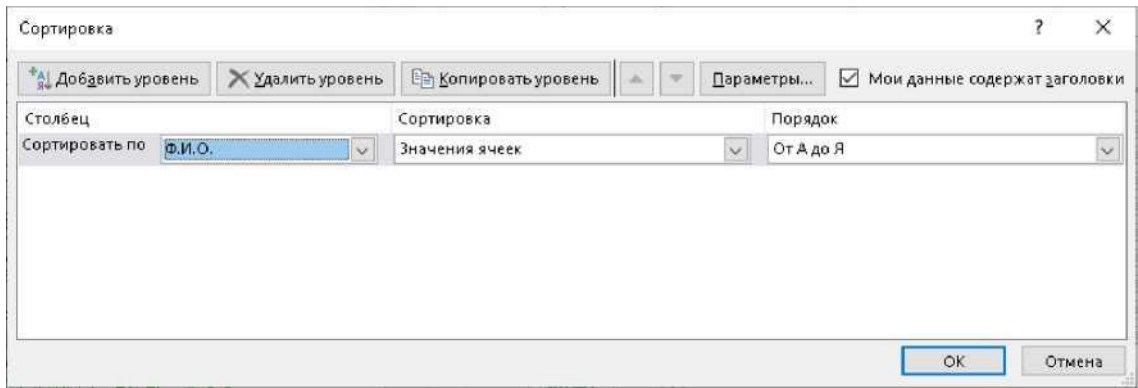 Сортировка ?
Добавить уровень Удалить уровень Копировать уровень Параметры... Мои данные содержат заголовки
Столбец Сортировка Порядок
Сортировать по Ф.И.О. Значения ячеек От А до Я
ОК Отмена